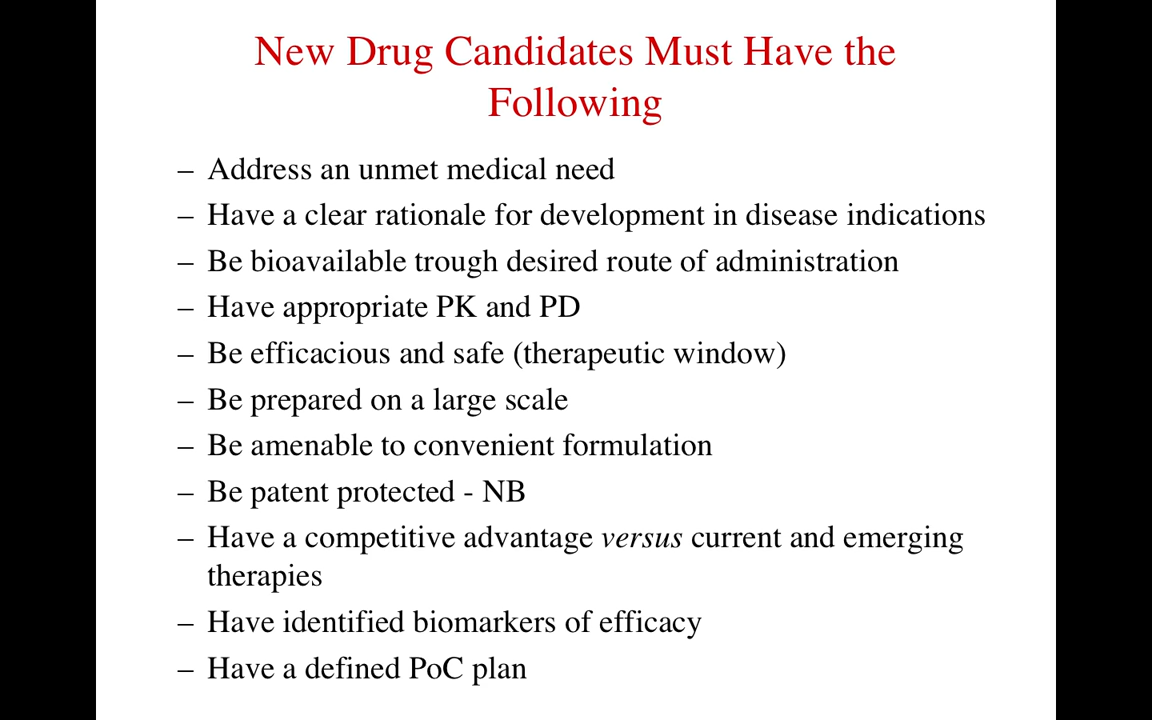 New Drug Candidates Must Have the
Following
– Address an unmet medical need
– Have a clear rationale for development in disease indications
– Be bioavailable trough desired route of administration
– Have appropriate PK and PD
– Be efficacious and safe (therapeutic window)
– Be prepared on a large scale
– Be amenable to convenient formulation
– Be patent protected - NB
– Have a competitive advantage versus current and emerging
therapies
– Have identified biomarkers of efficacy
– Have a defined PoC plan